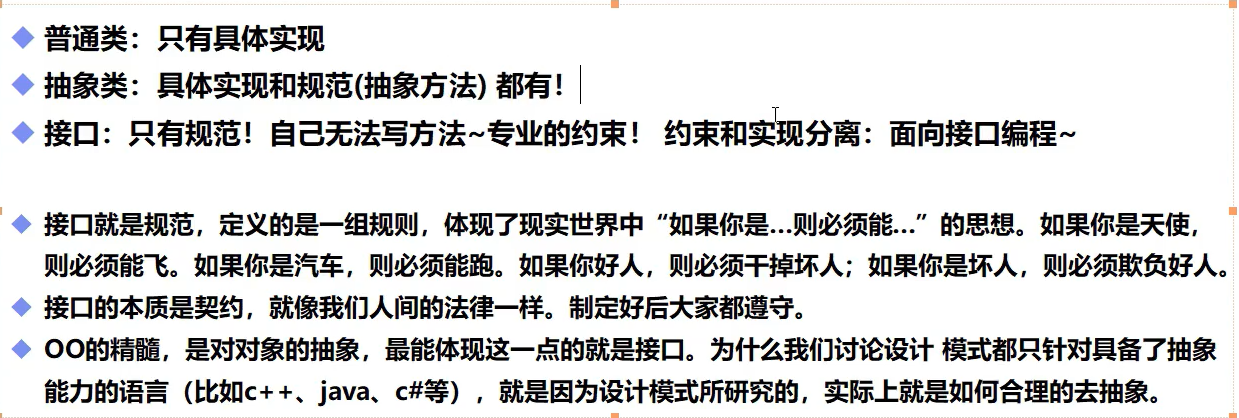 普通类：只有具体实现
抽象类：具体实现和规范(抽象方法) 都有！
接口：只有规范！自己无法写方法~专业的约束！ 约束和实现分离：面向接口编程~
接口就是规范，定义的是一组规则，体现了现实世界中“如果你是...则必须能...”的思想。如果你是天使，
则必须能飞。如果你是汽车，则必须能跑。如果你好人，则必须干掉坏人；如果你是坏人，则必须欺负好人。
接口的本质是契约，就像我们人间的法律一样。制定好后大家都遵守。
OO的精髓，是对对象的抽象，最能体现这一点的就是接口。为什么我们讨论设计 模式都只针对具备了抽象
能力的语言（比如c++、java、c#等），就是因为设计模式所研究的，实际上就是如何合理的去抽象。